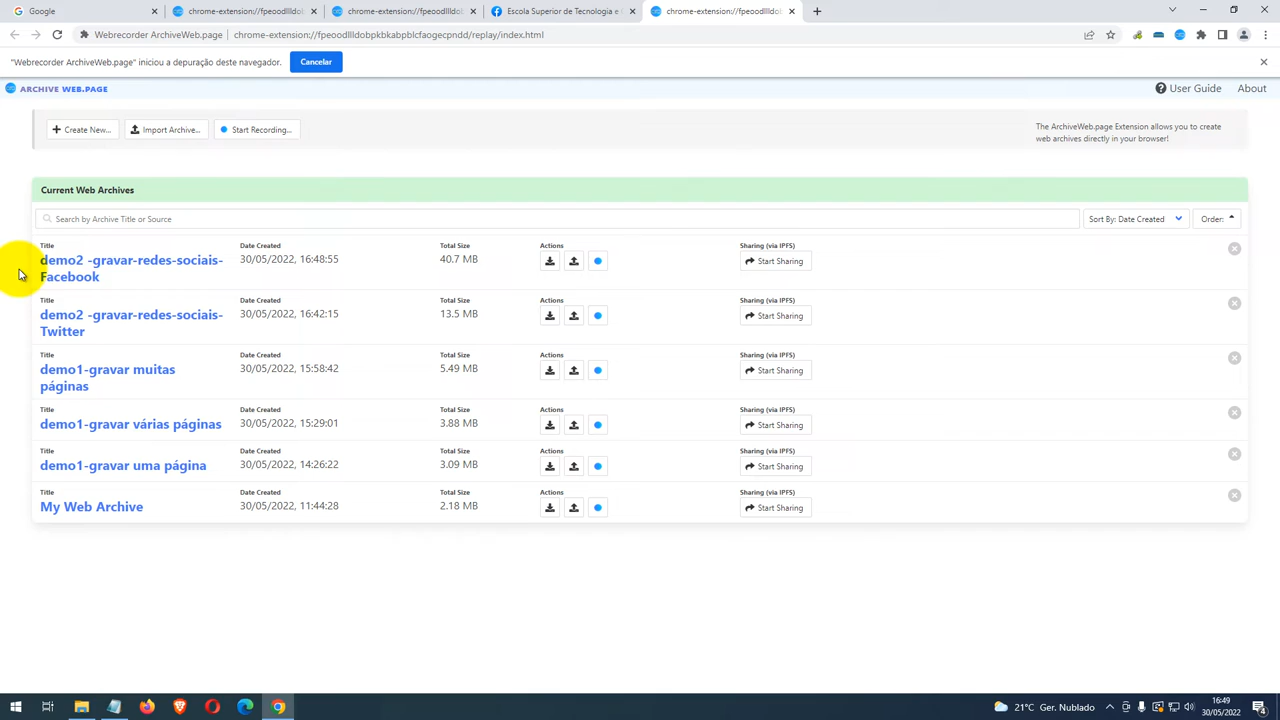 Google
chrome-extension://fpeoodllldob
chrome-extension://fpeoodllldob
Escola Superior de Tecnologia e
chrome-extension://fpeoodllldob
Webrecorder ArchiveWeb.page
chrome-extension://fpeoodllldobpkbkabpblcfaogecpndd/replay/index.html
"Webrecorder ArchiveWeb.page" iniciou a depuração deste navegador.
Cancelar
ARCHIVE WEB.PAGE
User Guide
About
Create New...
Import Archive...
Start Recording...
The ArchiveWeb.page Extension allows you to create
web archives directly in your browser!
Current Web Archives
Search by Archive Title or Source
Sort By: Date Created
Order:
Title Date Created Total Size Actions Sharing (via IPFS)
demo2 -gravar-redes-sociais- 30/05/2022, 16:48:55 40.7 MB Start Sharing
Facebook
Title Date Created Total Size Actions Sharing (via IPFS)
demo2 -gravar-redes-sociais- 30/05/2022, 16:42:15 13.5 MB Start Sharing
Twitter
Title Date Created Total Size Actions Sharing (via IPFS)
demo1-gravar muitas 30/05/2022, 15:58:42 5.49 MB Start Sharing
páginas
Title Date Created Total Size Actions Sharing (via IPFS)
demo1-gravar várias páginas 30/05/2022, 15:29:01 3.88 MB Start Sharing
Title Date Created Total Size Actions Sharing (via IPFS)
demo1-gravar uma página 30/05/2022, 14:26:22 3.09 MB Start Sharing
Title Date Created Total Size Actions Sharing (via IPFS)
My Web Archive 30/05/2022, 11:44:28 2.18 MB Start Sharing
21°C Ger. Nublado
16:49
30/05/2022
4